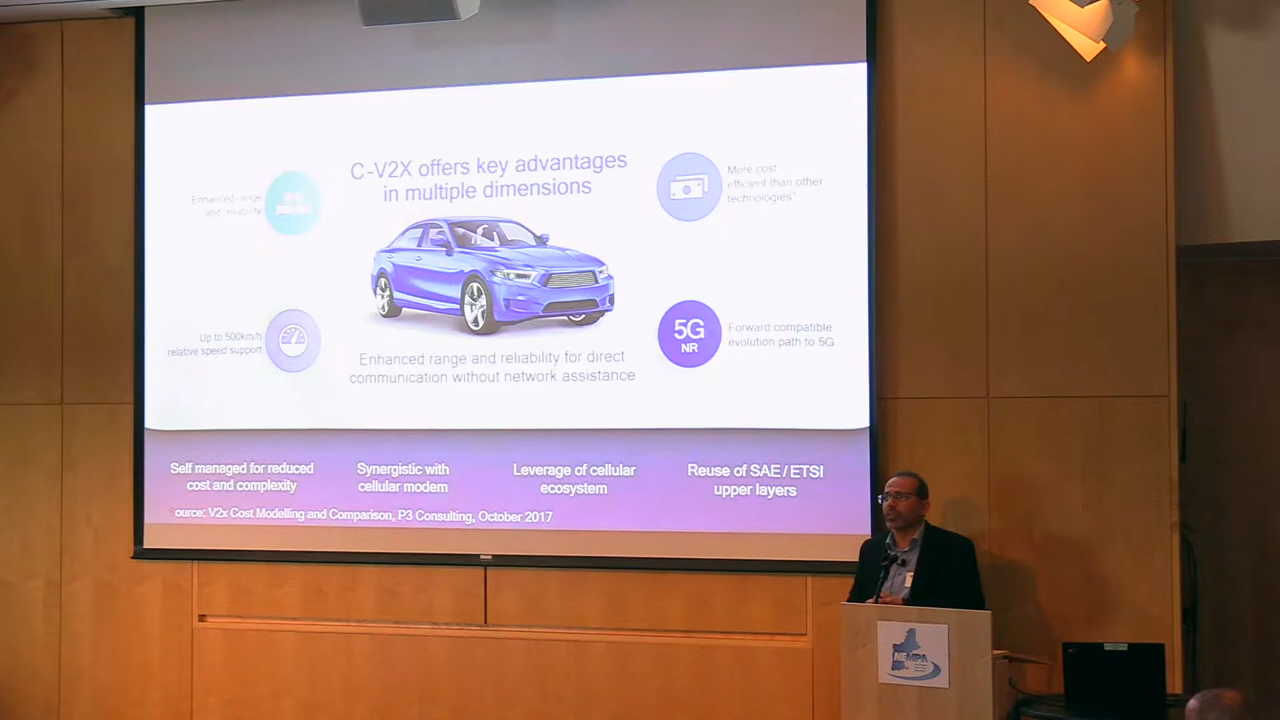 C-V2X offers key advantages
in multiple dimensions
Enhanced range
and reliability
More cost
efficient than other
technologies¹
Up to 500km/h
relative speed support
5G
NR
Forward compatible
evolution path to 5G
Enhanced range and reliability for direct
communication without network assistance
Self managed for reduced
cost and complexity
Synergistic with
cellular modem
Leverage of cellular
ecosystem
Reuse of SAE / ETSI
upper layers
ource: V2x Cost Modelling and Comparison, P3 Consulting, October 2017
NEMPA